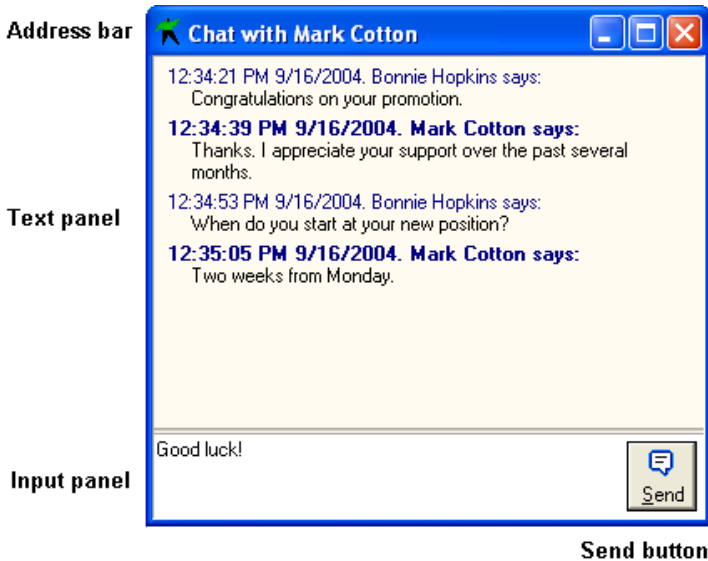 Address bar
Chat with Mark Cotton
12:34:21 PM 9/16/2004. Bonnie Hopkins says:
Congratulations on your promotion.
12:34:39 PM 9/16/2004. Mark Cotton says:
Thanks. I appreciate your support over the past several
months.
12:34:53 PM 9/16/2004. Bonnie Hopkins says:
Text panel
When do you start at your new position?
12:35:05 PM 9/16/2004. Mark Cotton says:
Two weeks from Monday.
Good luck!
Input panel
Send
Send button